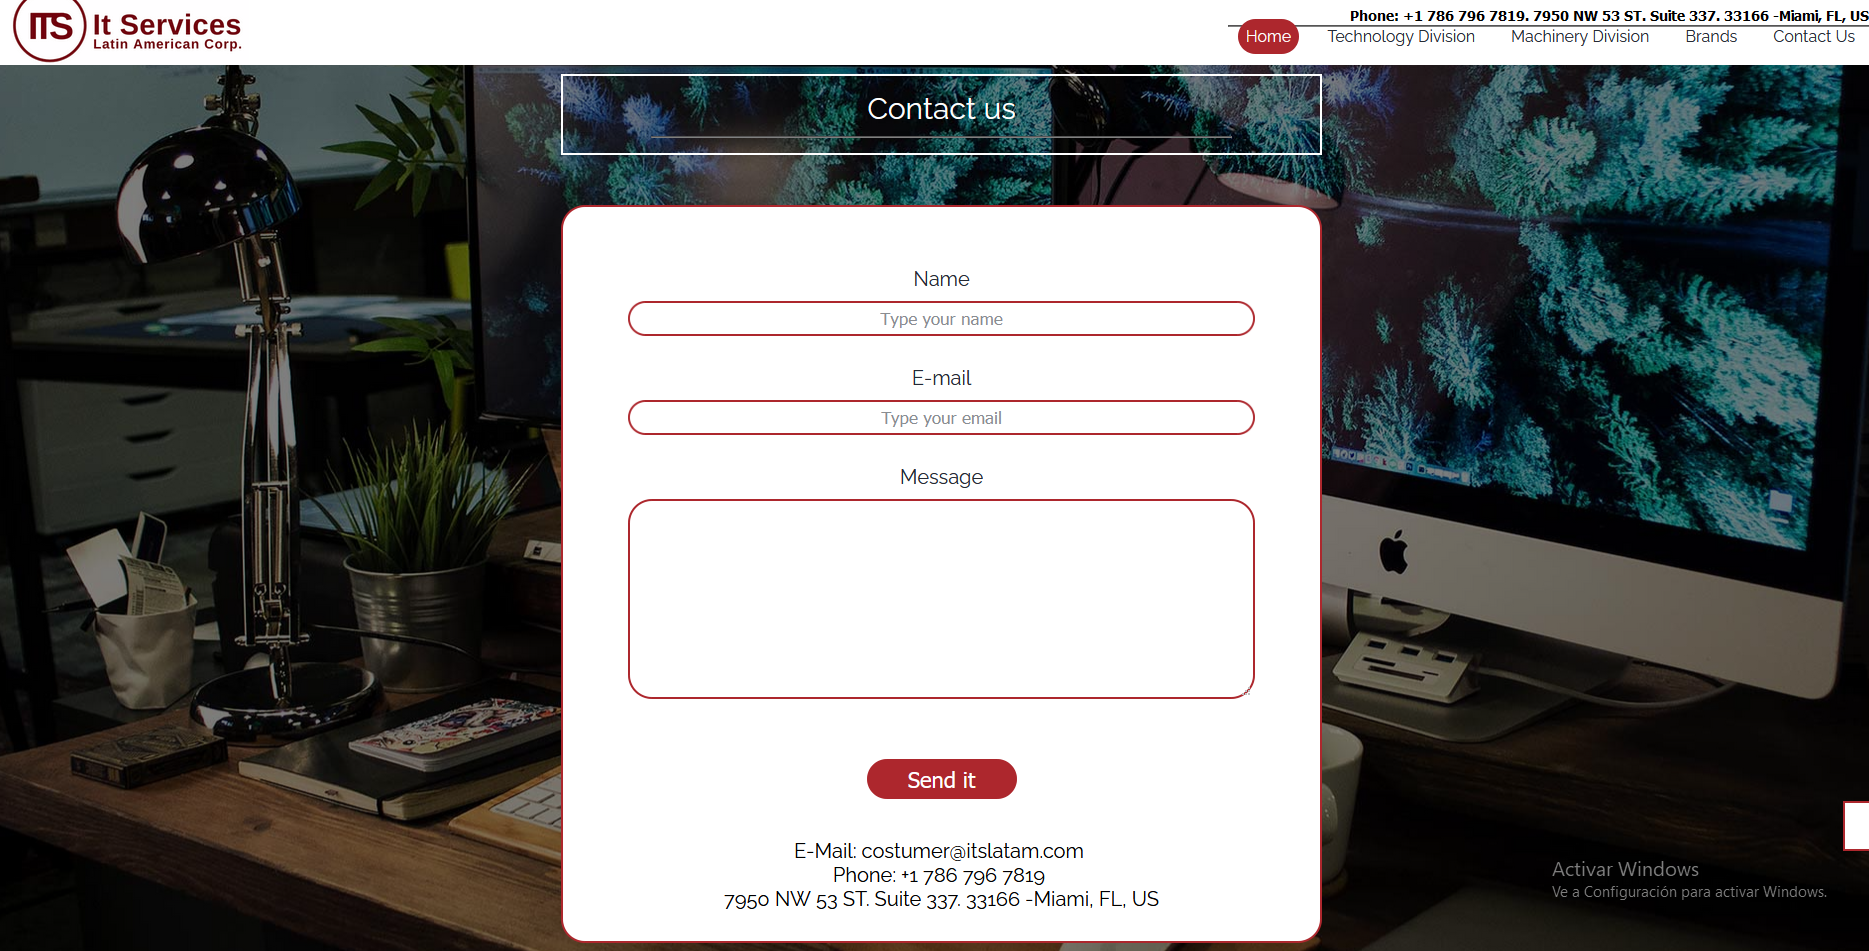 ITS
It Services
Latin American Corp.
Phone: +1 786 796 7819. 7950 NW 53 ST. Suite 337. 33166 -Miami, FL, US
Home
Technology Division
Machinery Division
Brands
Contact Us
Contact us
Name
Type your name
E-mail
Type your email
Message
Send it
E-Mail: costumer@itslatam.com
Phone: +1 786 796 7819
7950 NW 53 ST. Suite 337. 33166 -Miami, FL, US
Activar Windows
Ve a Configuración para activar Windows.